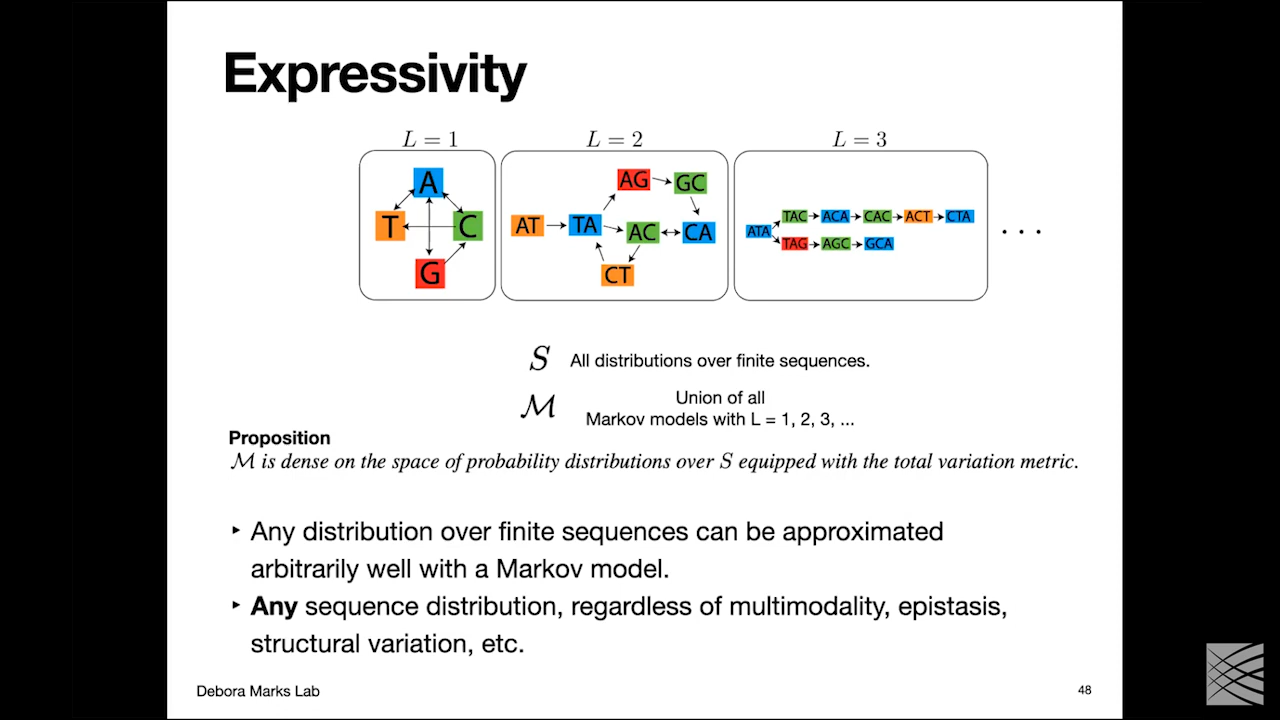 Expressivity
L = 1
L = 2
L = 3
A
T
C
G
AG
GC
AT
TA
AC
CA
CT
TAC
ACA
CAC
ACT
CTA
ATA
TAG
AGC
GCA
. . .
S All distributions over finite sequences.
ℳ Union of all
Markov models with L = 1, 2, 3, ...
Proposition
ℳ is dense on the space of probability distributions over S equipped with the total variation metric.
‣ Any distribution over finite sequences can be approximated
arbitrarily well with a Markov model.
‣ Any sequence distribution, regardless of multimodality, epistasis,
structural variation, etc.
Debora Marks Lab
48